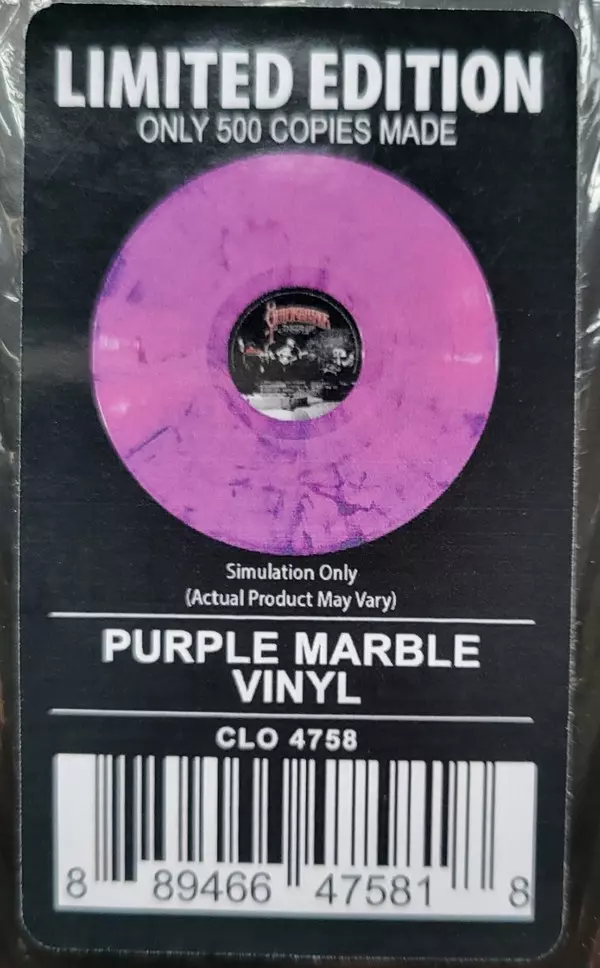 LIMITED EDITION
ONLY 500 COPIES MADE
Simulation Only
(Actual Product May Vary)
PURPLE MARBLE
VINYL
CLO 4758
8 89466 47581 8